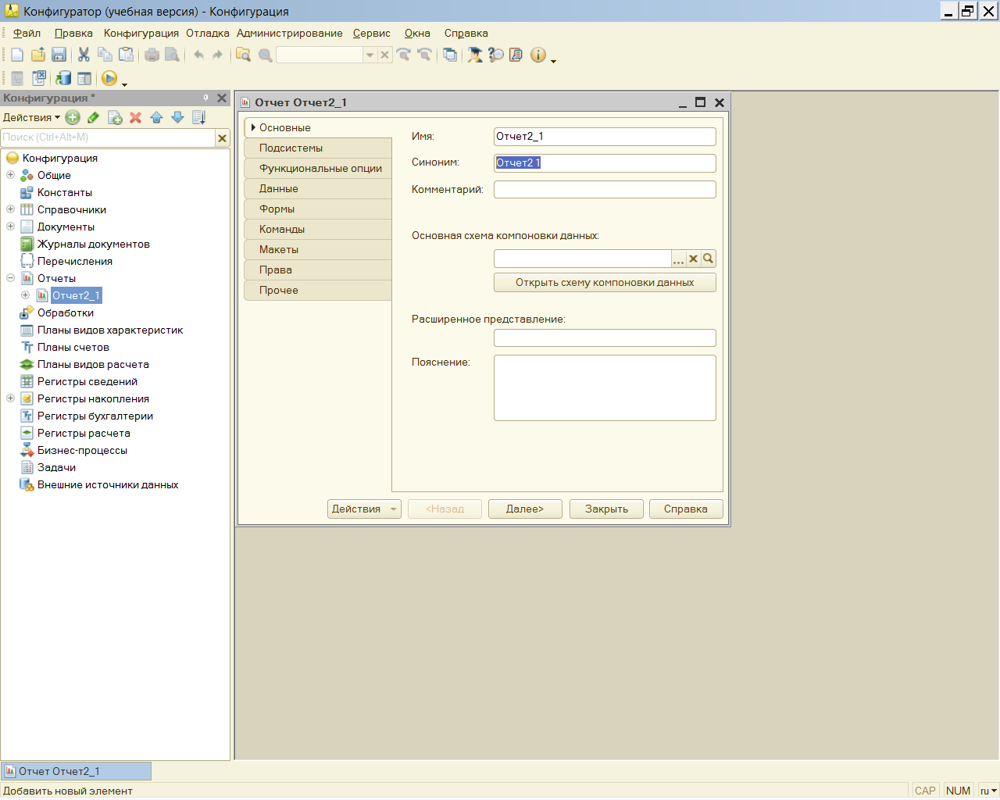 Конфигуратор (учебная версия) - Конфигурация
Файл Правка Конфигурация Отладка Администрирование Сервис Окна Справка
Конфигурация *
Действия
Поиск (Ctrl+Alt+M)
Конфигурация
Общие
Константы
Справочники
Документы
Журналы документов
Перечисления
Отчеты
Отчет2_1
Обработки
Планы видов характеристик
Планы счетов
Планы видов расчета
Регистры сведений
Регистры накопления
Регистры бухгалтерии
Регистры расчета
Бизнес-процессы
Задачи
Внешние источники данных
Отчет Отчет2_1
Основные
Подсистемы
Функциональные опции
Данные
Формы
Команды
Макеты
Права
Прочее
Имя: Отчет2_1
Синоним: Отчет2 1
Комментарий:
Основная схема компоновки данных:
...
Открыть схему компоновки данных
Расширенное представление:
Пояснение:
Действия <Назад Далее> Закрыть Справка
Отчет Отчет2_1
Добавить новый элемент CAP NUM ru